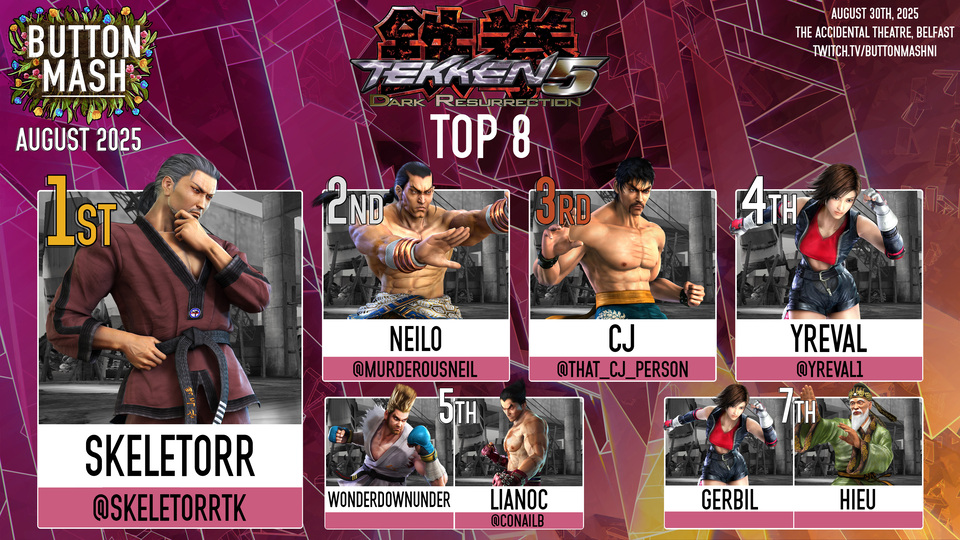 BUTTON
MASH
AUGUST 2025
鉄拳
TEKKEN 5
DARK RESURRECTION
TOP 8
AUGUST 30TH, 2025
THE ACCIDENTAL THEATRE, BELFAST
TWITCH.TV/BUTTONMASHNI
1ST
SKELETORR
@SKELETORRTK
2ND
NEILO
@MURDEROUSNEIL
3RD
CJ
@THAT_CJ_PERSON
4TH
YREVAL
@YREVAL1
5TH
WONDERDOWNUNDER
LIANOC
@CONAILB
7TH
GERBIL
HIEU